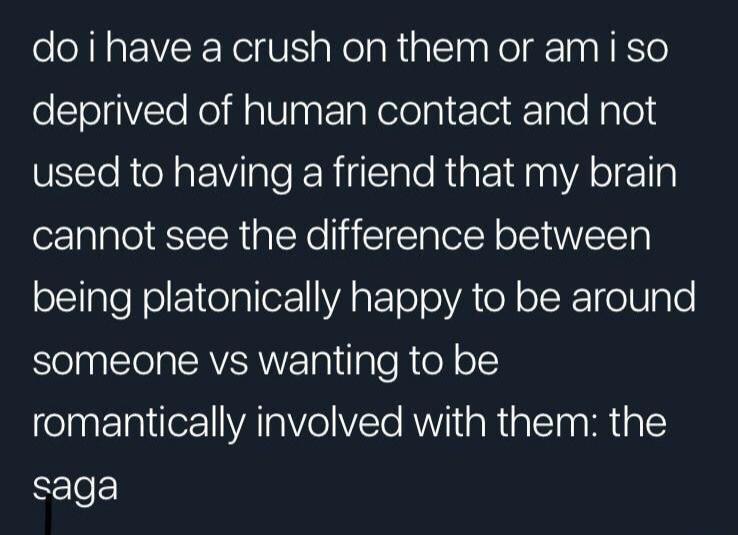 do i have a crush on them or am i so
deprived of human contact and not
used to having a friend that my brain
cannot see the difference between
being platonically happy to be around
someone vs wanting to be
romantically involved with them: the
saga